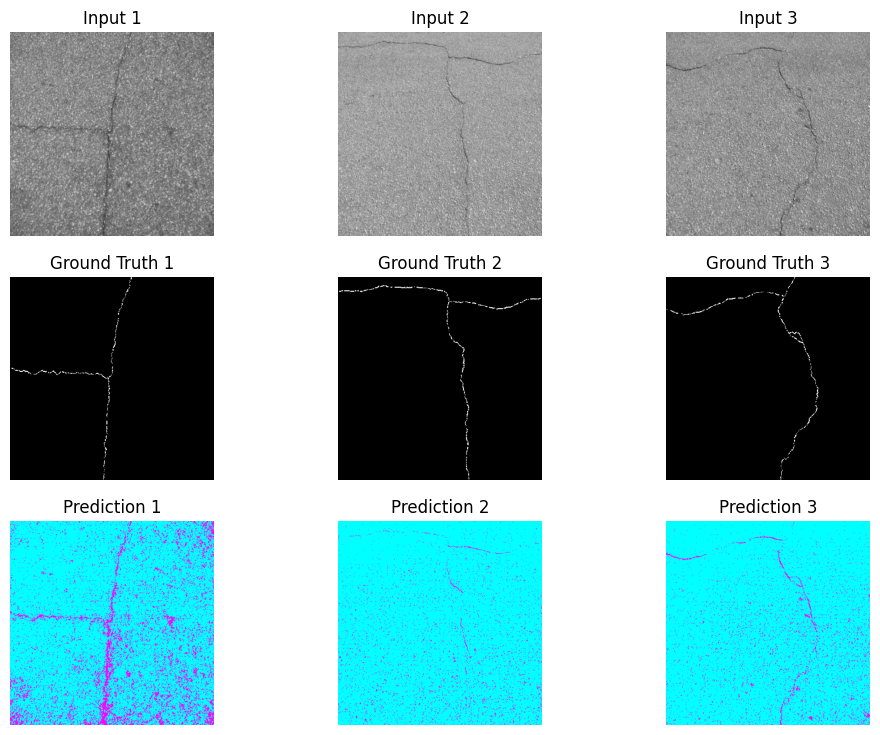 Input 1
Input 2
Input 3
Ground Truth 1
Ground Truth 2
Ground Truth 3
Prediction 1
Prediction 2
Prediction 3